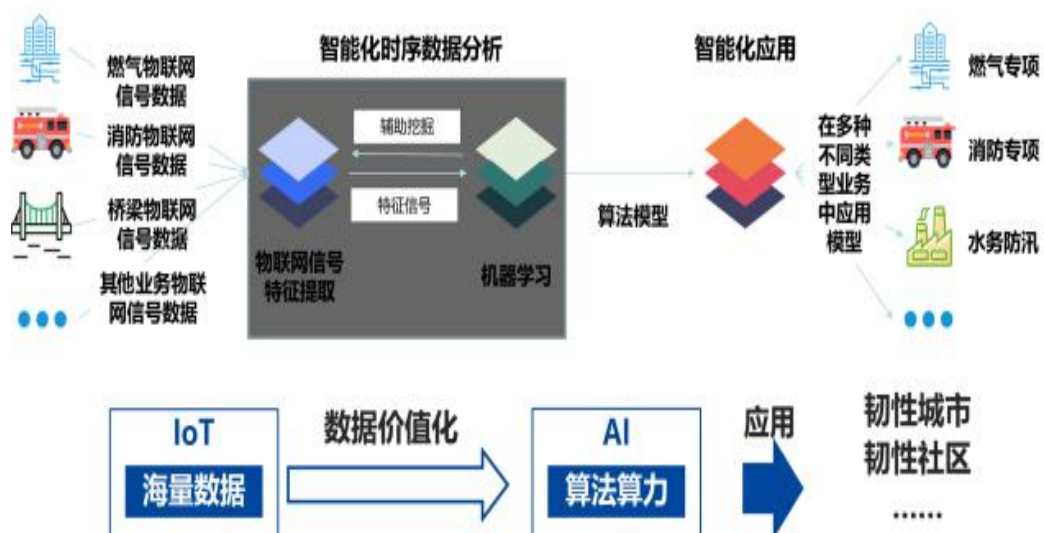 智能化时序数据分析
智能化应用
燃气物联网
信号数据
消防物联网
信号数据
桥梁物联网
信号数据
其他业务物联
网信号数据
辅助挖掘
特征信号
物联网信号
特征提取
机器学习
算法模型
在多种
不同类
型业务
中应用
模型
燃气专项
消防专项
水务防汛
IoT
海量数据
数据价值化
AI
算法算力
应用
韧性城市
韧性社区
......